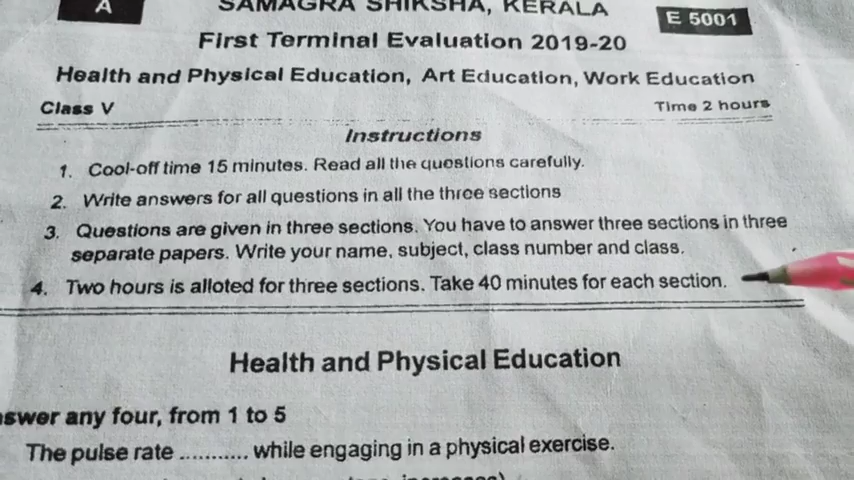 A
SAMAGRA SHIKSHA, KERALA
E 5001
First Terminal Evaluation 2019-20
Health and Physical Education, Art Education, Work Education
Class V
Time 2 hours
Instructions
1. Cool-off time 15 minutes. Read all the questions carefully.
2. Write answers for all questions in all the three sections
3. Questions are given in three sections. You have to answer three sections in three
separate papers. Write your name, subject, class number and class.
4. Two hours is alloted for three sections. Take 40 minutes for each section.
Health and Physical Education
nswer any four, from 1 to 5
The pulse rate ........... while engaging in a physical exercise.
increases)